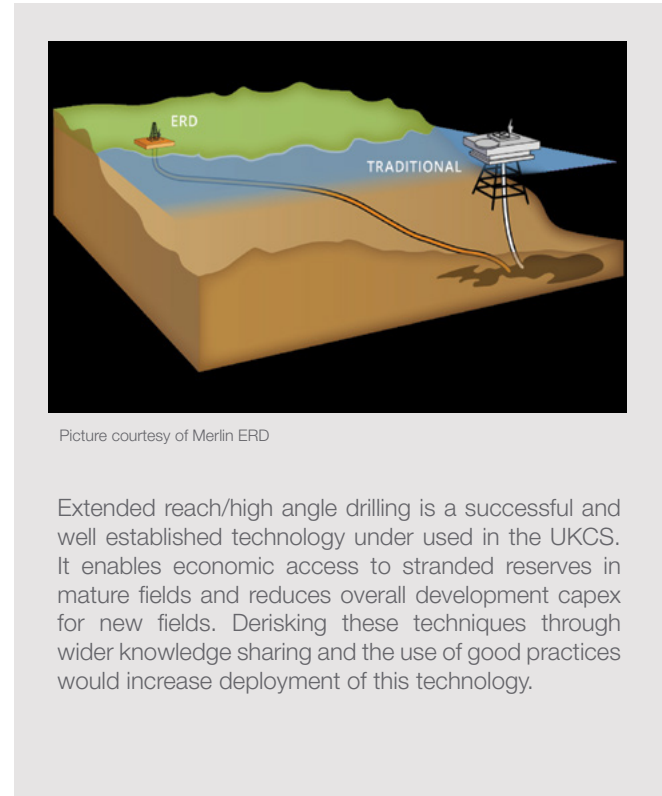 ERD
TRADITIONAL
Picture courtesy of Merlin ERD
Extended reach/high angle drilling is a successful and
well established technology under used in the UKCS.
It enables economic access to stranded reserves in
mature fields and reduces overall development capex
for new fields. Derisking these techniques through
wider knowledge sharing and the use of good practices
would increase deployment of this technology.